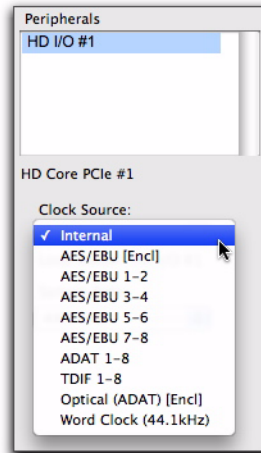 Peripherals
HD I/O #1
HD Core PCIe #1
Clock Source:
✓ Internal
AES/EBU [Encl]
AES/EBU 1–2
AES/EBU 3–4
AES/EBU 5–6
AES/EBU 7–8
ADAT 1–8
TDIF 1–8
Optical (ADAT) [Encl]
Word Clock (44.1kHz)